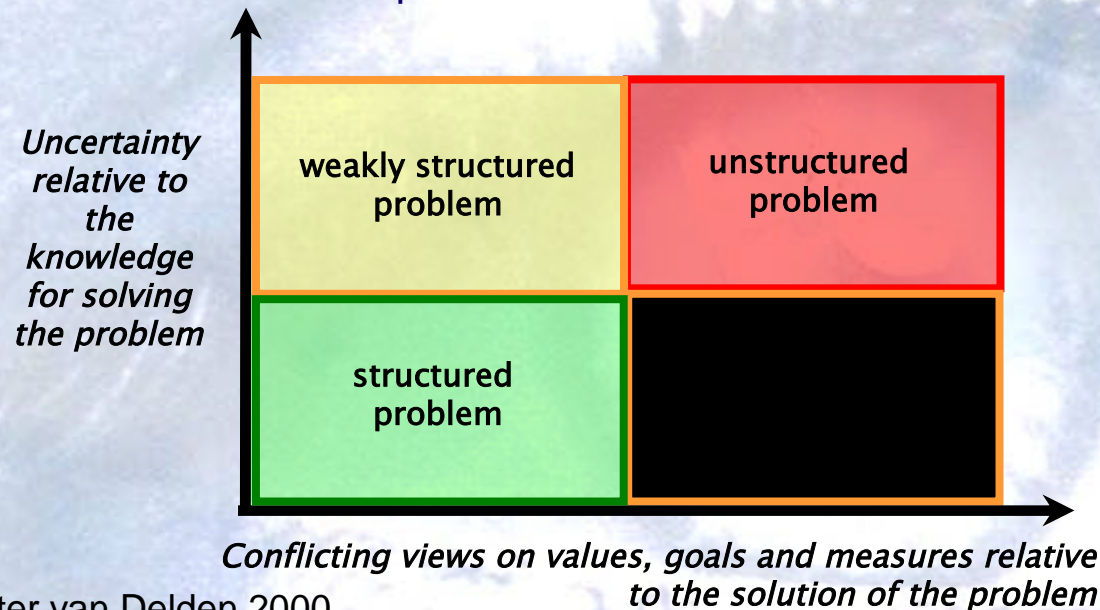 Uncertainty
relative to
the
knowledge
for solving
the problem
weakly structured
problem
unstructured
problem
structured
problem
Conflicting views on values, goals and measures relative
to the solution of the problem
van Delden 2000